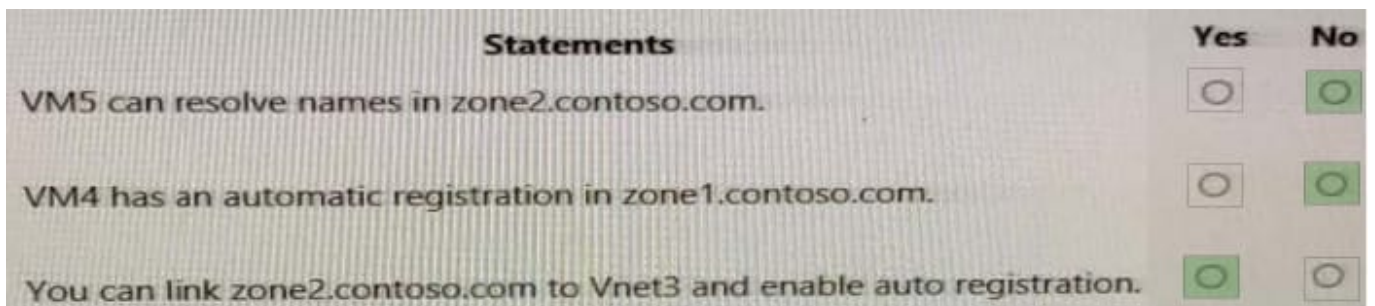 Statements Yes No
VM5 can resolve names in zone2.contoso.com.
VM4 has an automatic registration in zone1.contoso.com.
You can link zone2.contoso.com to Vnet3 and enable auto registration.